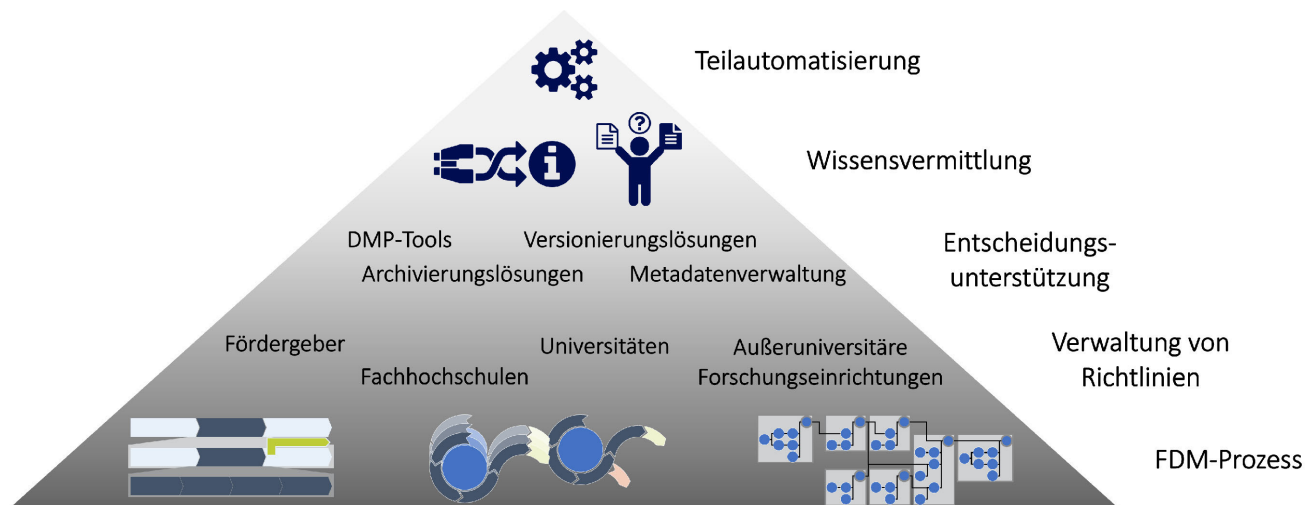 Teilautomatisierung
?
i
Wissensvermittlung
DMP-Tools
Versionierungslösungen
Archivierungslösungen
Metadatenverwaltung
Entscheidungs-
unterstützung
Fördergeber
Universitäten
Außeruniversitäre
Fachhochschulen
Forschungseinrichtungen
Verwaltung von
Richtlinien
FDM-Prozess